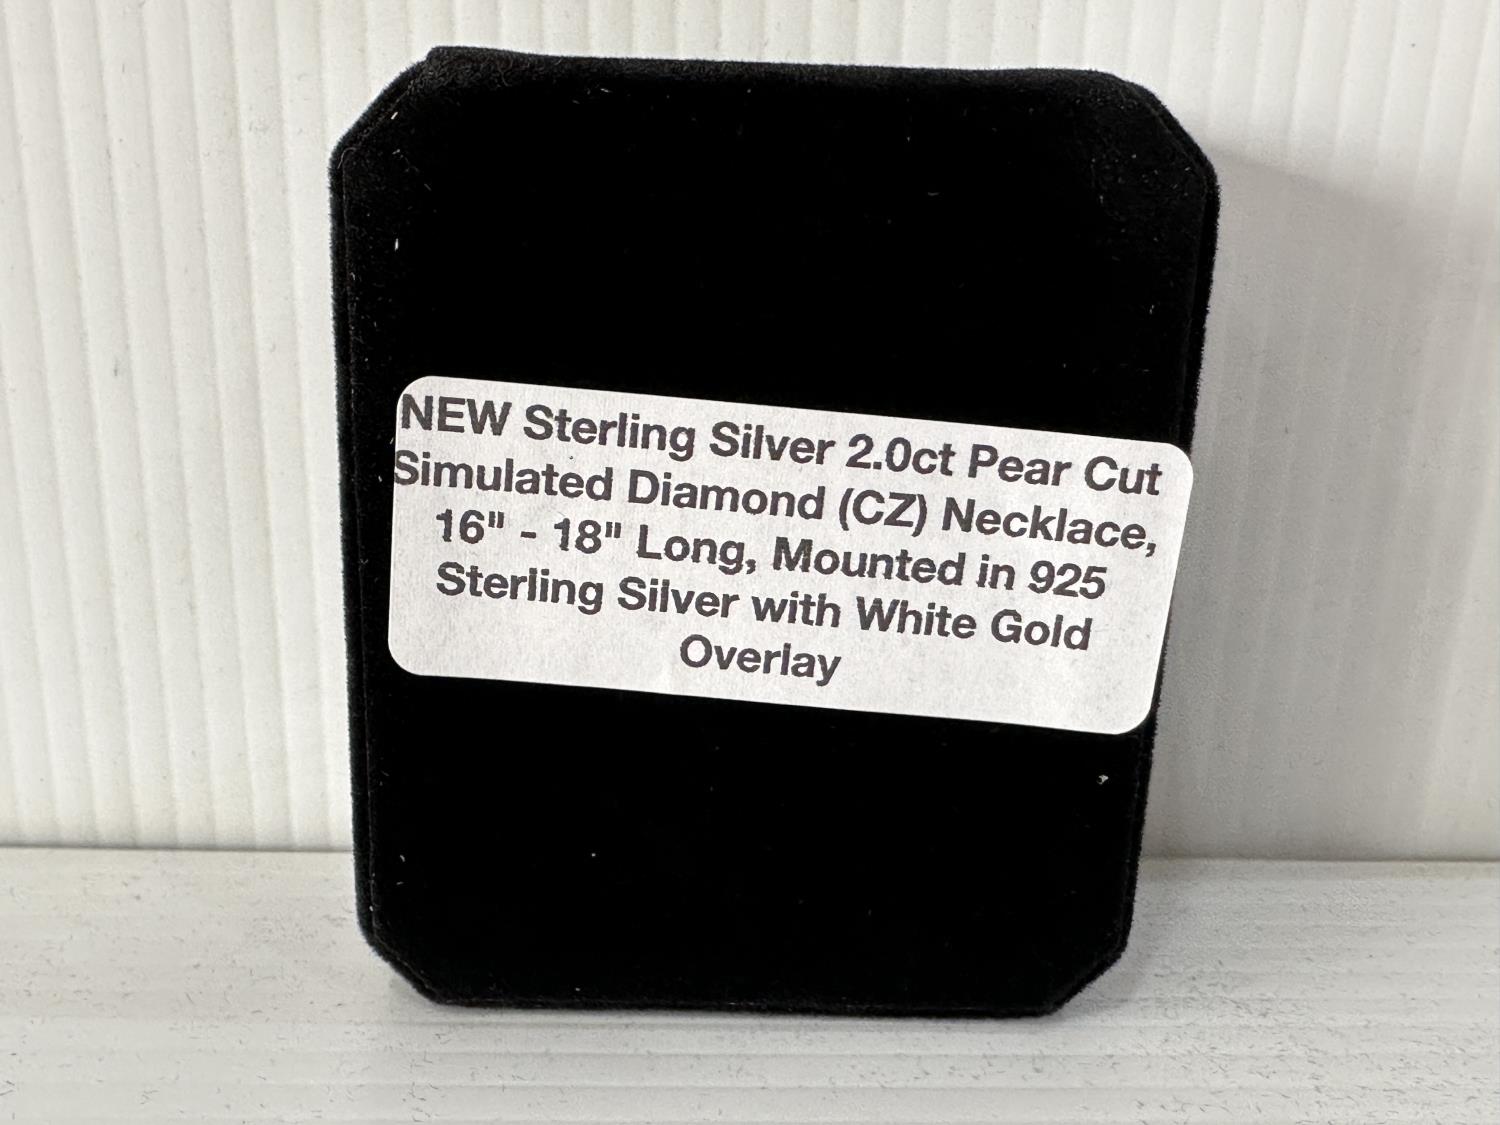 NEW Sterling Silver 2.0ct Pear Cut
Simulated Diamond (CZ) Necklace,
16" - 18" Long, Mounted in 925
Sterling Silver with White Gold
Overlay